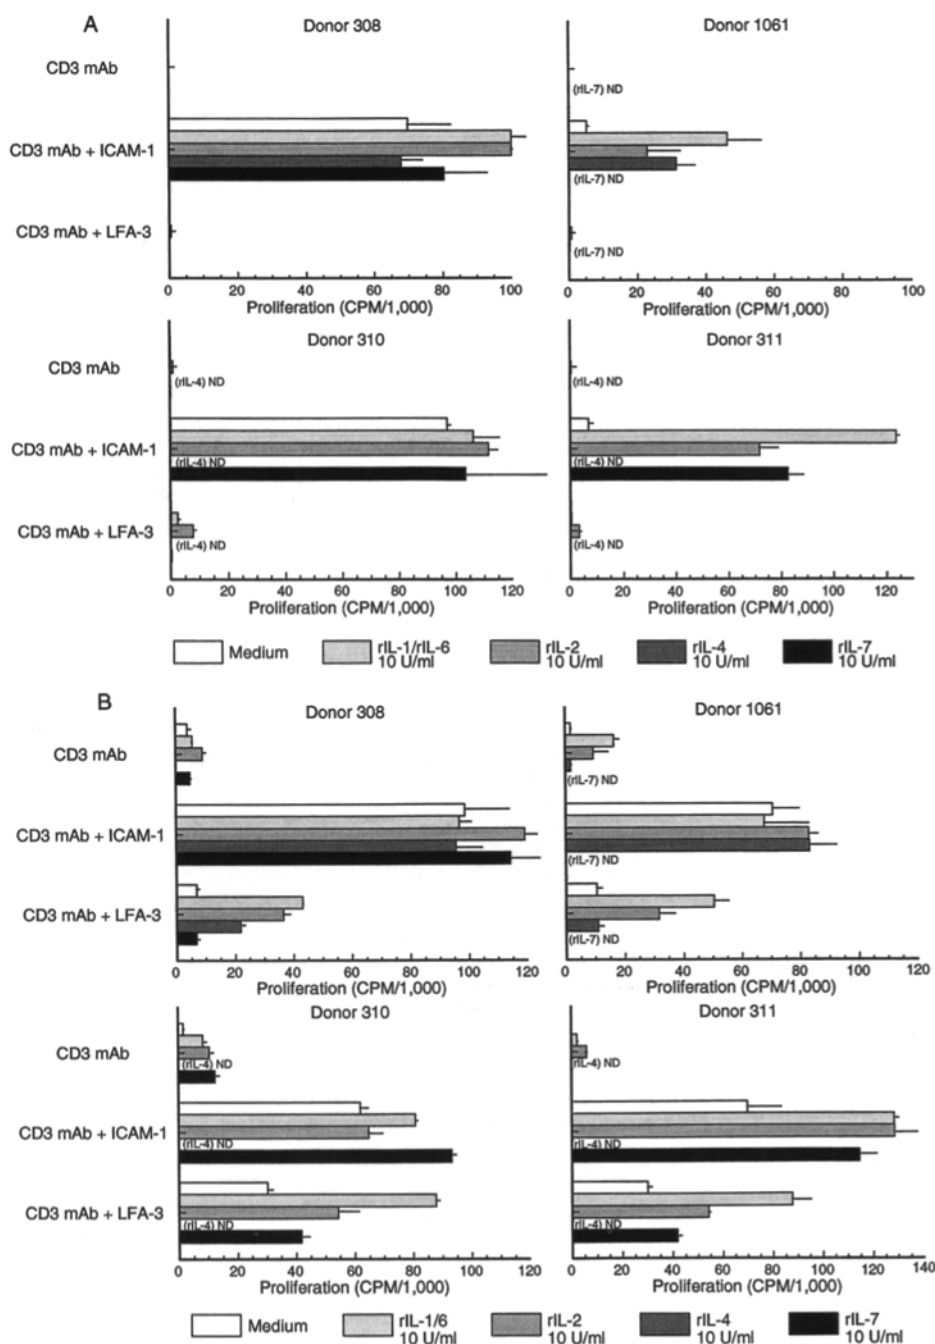 A
Donor 308
Donor 1061
CD3 mAb
(rIL-7) ND
CD3 mAb + ICAM-1
(rIL-7) ND
CD3 mAb + LFA-3
(rIL-7) ND
0 20 40 60 80 100
0 20 40 60 80 100
Proliferation (CPM/1,000)
Proliferation (CPM/1,000)
Donor 310
Donor 311
CD3 mAb
(rIL-4) ND
(rIL-4) ND
CD3 mAb + ICAM-1
(rIL-4) ND
(rIL-4) ND
CD3 mAb + LFA-3
(rIL-4) ND
(rIL-4) ND
0 20 40 60 80 100 120
0 20 40 60 80 100 120
Proliferation (CPM/1,000)
Proliferation (CPM/1,000)
Medium
rIL-1/rIL-6
10 U/ml
rIL-2
10 U/ml
rIL-4
10 U/ml
rIL-7
10 U/ml
B
Donor 308
Donor 1061
CD3 mAb
(rIL-7) ND
CD3 mAb + ICAM-1
(rIL-7) ND
CD3 mAb + LFA-3
(rIL-7) ND
0 20 40 60 80 100 120
0 20 40 60 80 100 120
Proliferation (CPM/1,000)
Proliferation (CPM/1,000)
Donor 310
Donor 311
CD3 mAb
(rIL-4) ND
(rIL-4) ND
CD3 mAb + ICAM-1
(rIL-4) ND
(rIL-4) ND
CD3 mAb + LFA-3
(rIL-4) ND
(rIL-4) ND
0 20 40 60 80 100 120
0 20 40 60 80 100 120 140
Proliferation (CPM/1,000)
Proliferation (CPM/1,000)
Medium
rIL-1/6
10 U/ml
rIL-2
10 U/ml
rIL-4
10 U/ml
rIL-7
10 U/ml